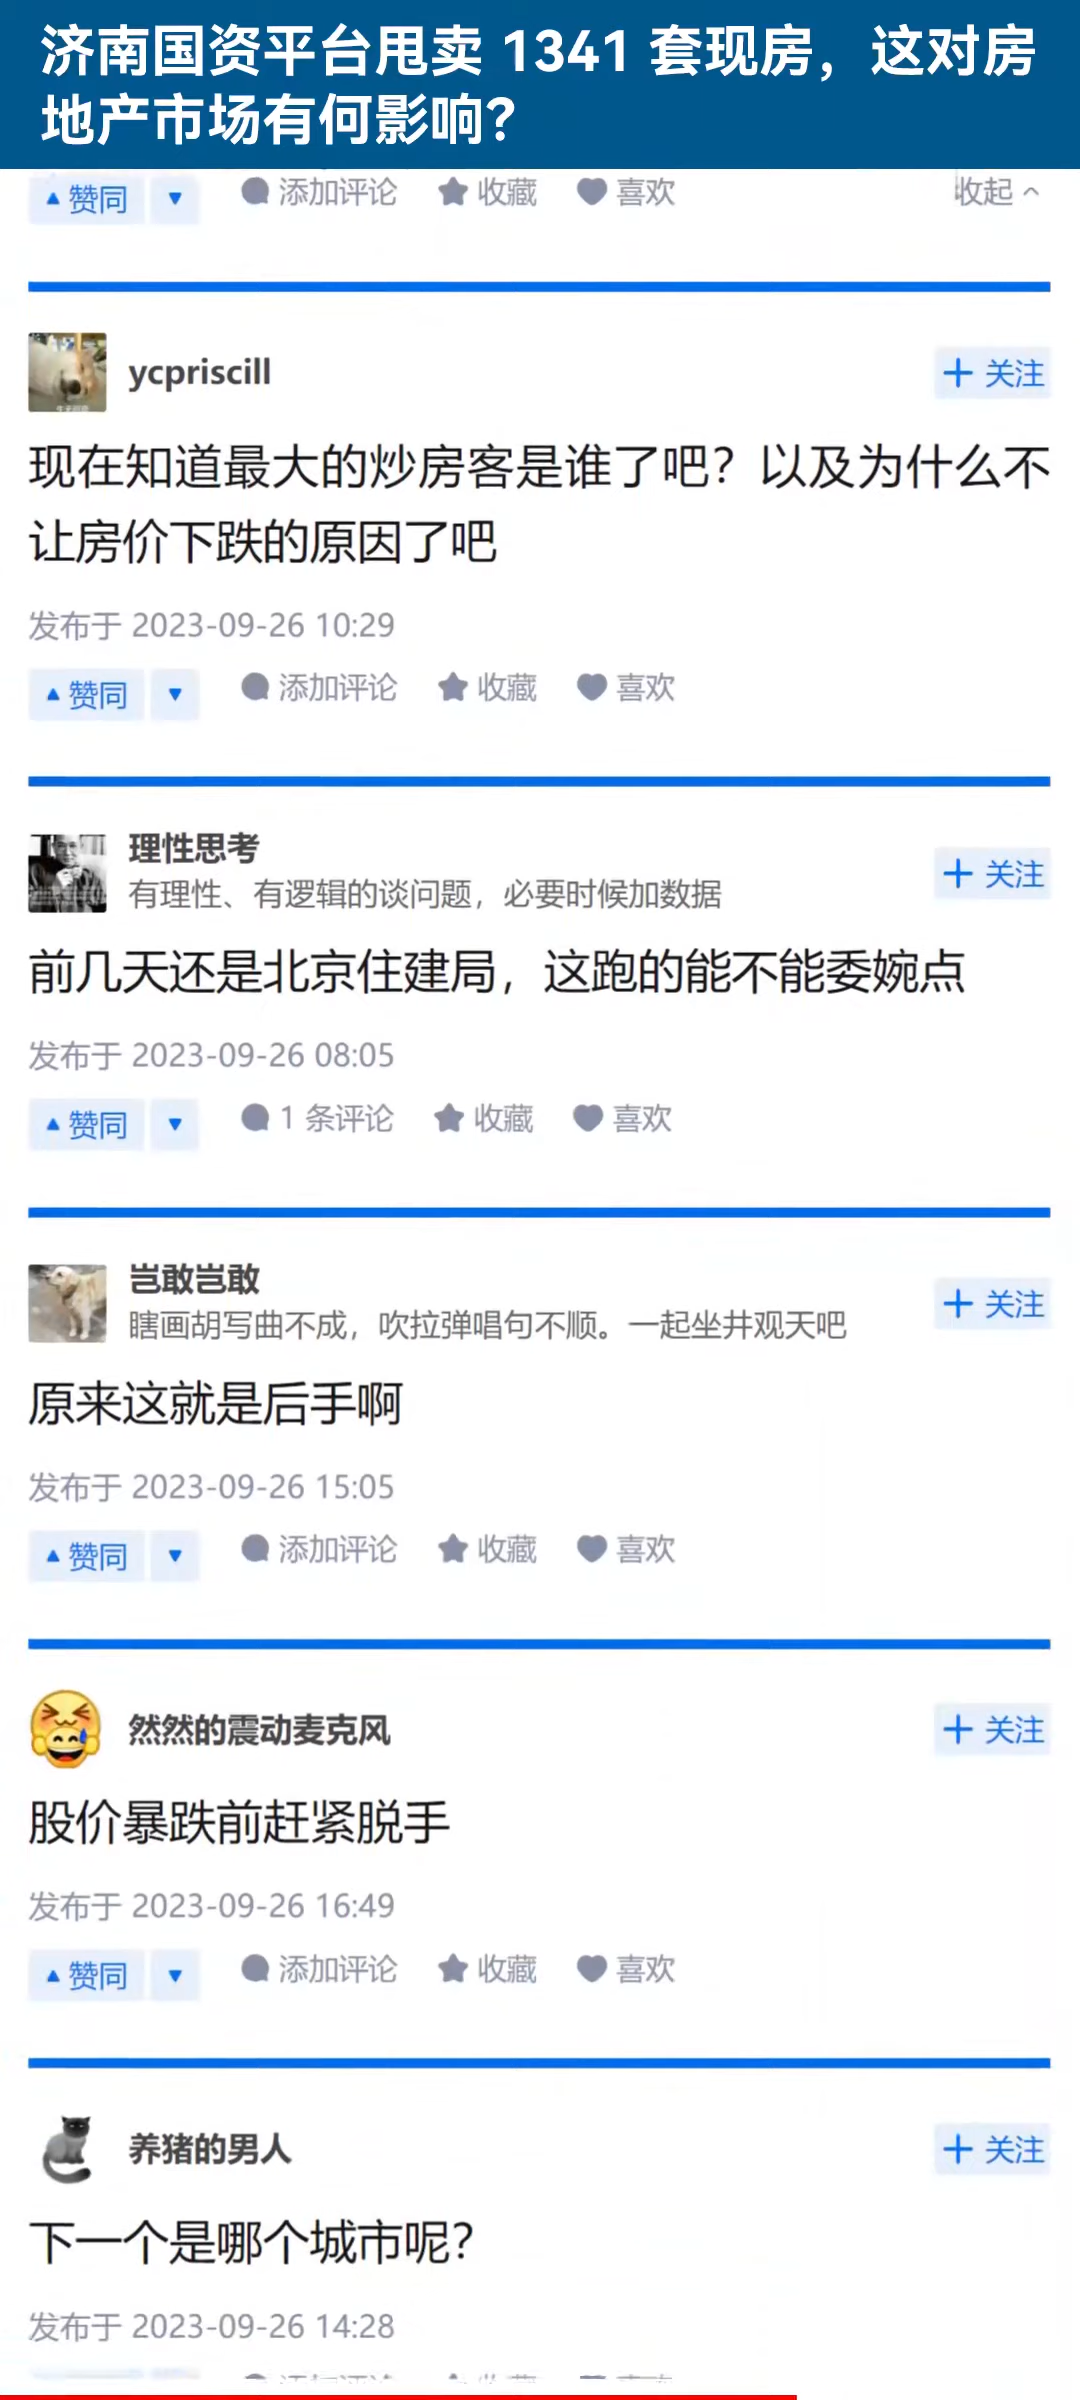 济南国资平台甩卖 1341 套现房，这对房
地产市场有何影响？
赞同 添加评论 收藏 喜欢 收起
ycpriscill
关注
现在知道最大的炒房客是谁了吧？以及为什么不
让房价下跌的原因了吧
发布于 2023-09-26 10:29
赞同 添加评论 收藏 喜欢
理性思考
有理性、有逻辑的谈问题，必要时候加数据
关注
前几天还是北京住建局，这跑的能不能委婉点
发布于 2023-09-26 08:05
赞同 1 条评论 收藏 喜欢
岂敢岂敢
瞎画胡写曲不成，吹拉弹唱句不顺。一起坐井观天吧
关注
原来这就是后手啊
发布于 2023-09-26 15:05
赞同 添加评论 收藏 喜欢
然然的震动麦克风
关注
股价暴跌前赶紧脱手
发布于 2023-09-26 16:49
赞同 添加评论 收藏 喜欢
养猪的男人
关注
下一个是哪个城市呢？
发布于 2023-09-26 14:28